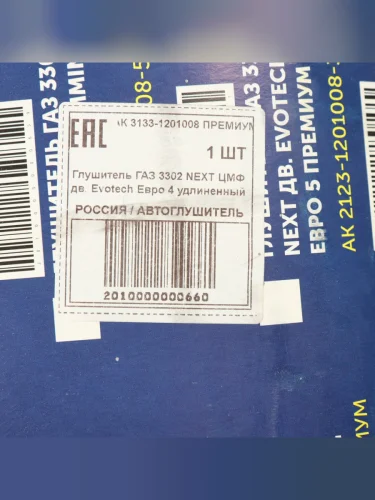 EAC
АК 3133-1201008 ПРЕМИУМ
1 ШТ
Глушитель ГАЗ 3302 NEXT ЦМФ
дв. Evotech Евро 4 удлиненный
РОССИЯ / АВТОГЛУШИТЕЛЬ
2010000000660
NEXT ДВ. EVOTECH
ЕВРО 5 ПРЕМИУМ
АК 2123-1201008-